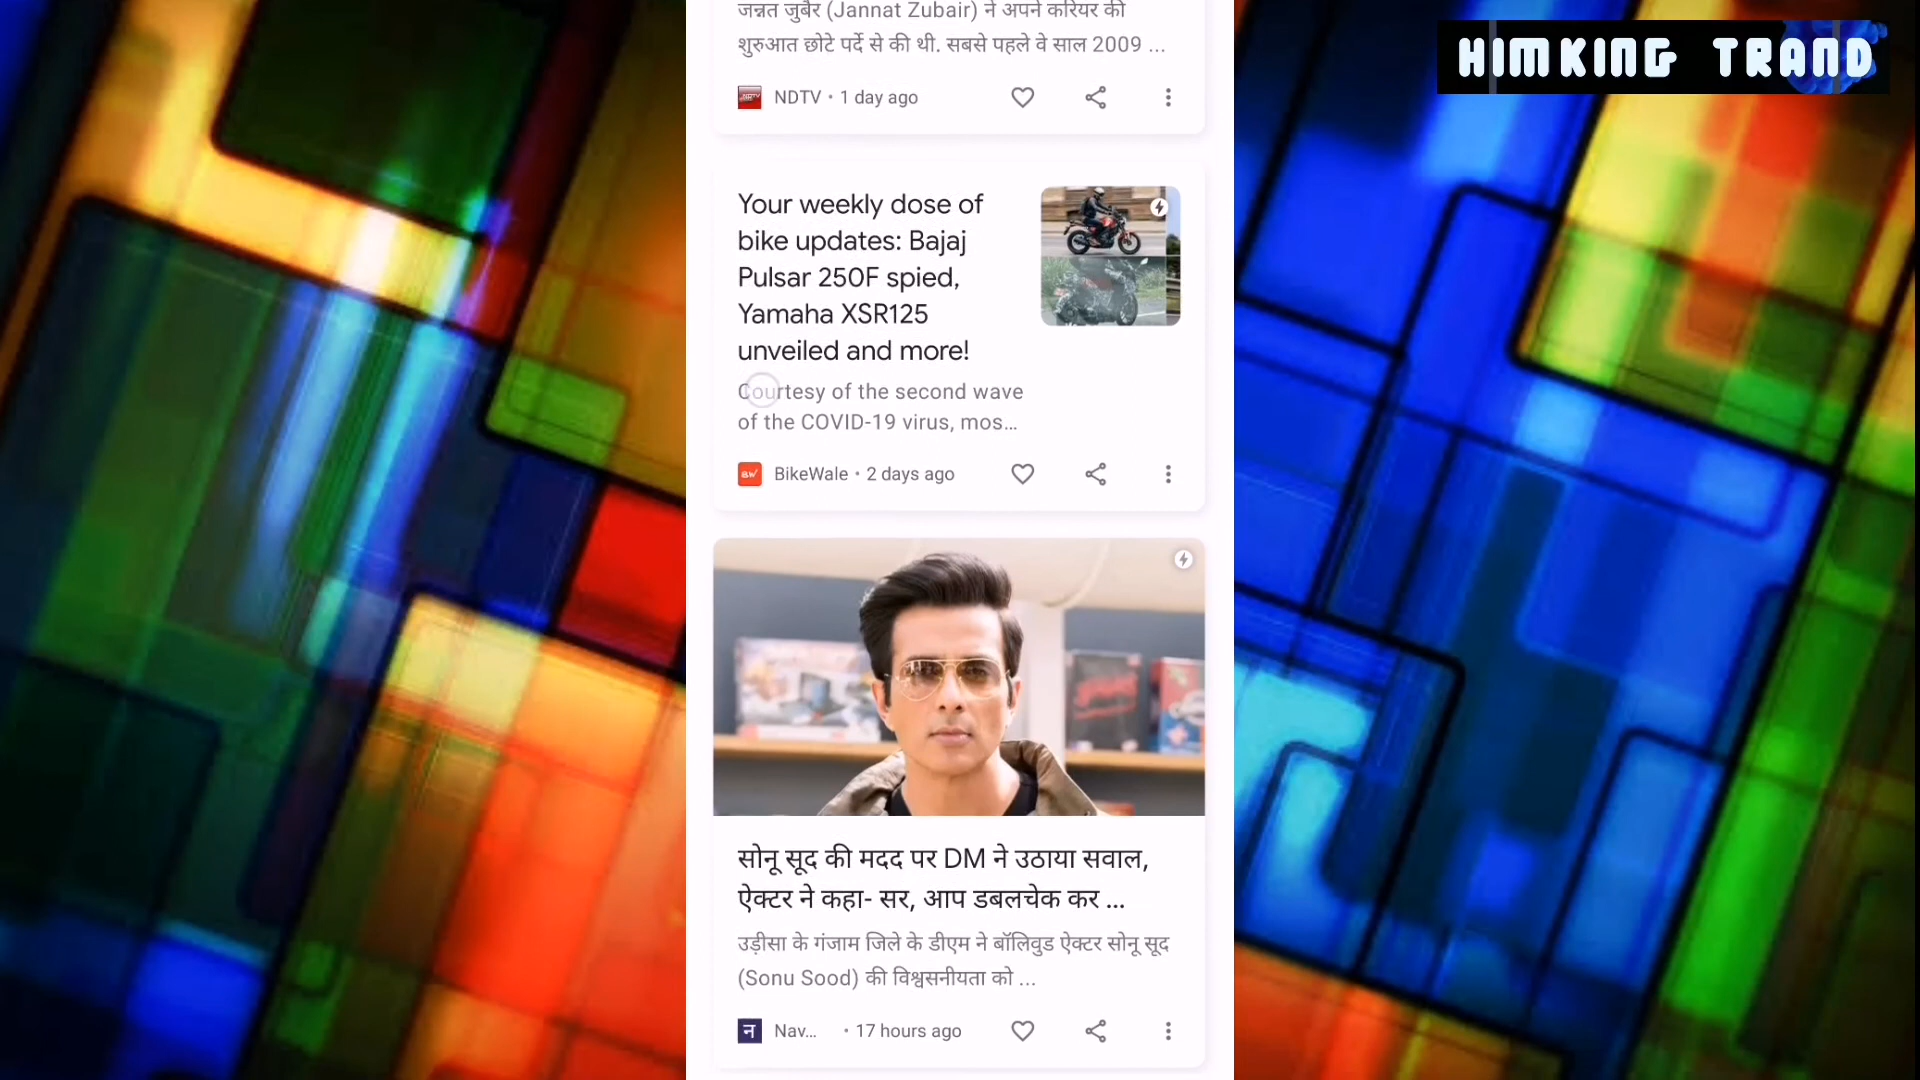 जन्नत जुबैर (Jannat Zubair) ने अपने करियर की
शुरुआत छोटे पर्दे से की थी. सबसे पहले वे साल 2009 ...
NDTV • 1 day ago
HIMKING TRAND
Your weekly dose of
bike updates: Bajaj
Pulsar 250F spied,
Yamaha XSR125
unveiled and more!
Courtesy of the second wave
of the COVID-19 virus, mos...
BW
BikeWale • 2 days ago
सोनू सूद की मदद पर DM ने उठाया सवाल,
ऐक्टर ने कहा- सर, आप डबलचेक कर ...
उड़ीसा के गंजाम जिले के डीएम ने बॉलिवुड ऐक्टर सोनू सूद
(Sonu Sood) की विश्वसनीयता को ...
न
Nav... • 17 hours ago